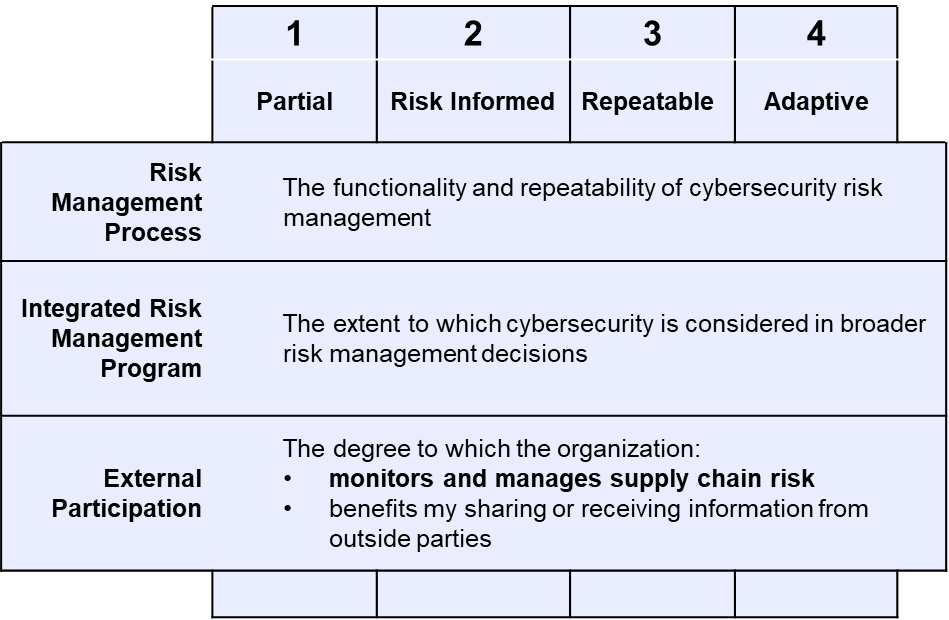 1 2 3 4
Partial Risk Informed Repeatable Adaptive
Risk
Management
Process
The functionality and repeatability of cybersecurity risk
management
Integrated Risk
Management
Program
The extent to which cybersecurity is considered in broader
risk management decisions
External
Participation
The degree to which the organization:
• monitors and manages supply chain risk
• benefits my sharing or receiving information from
outside parties